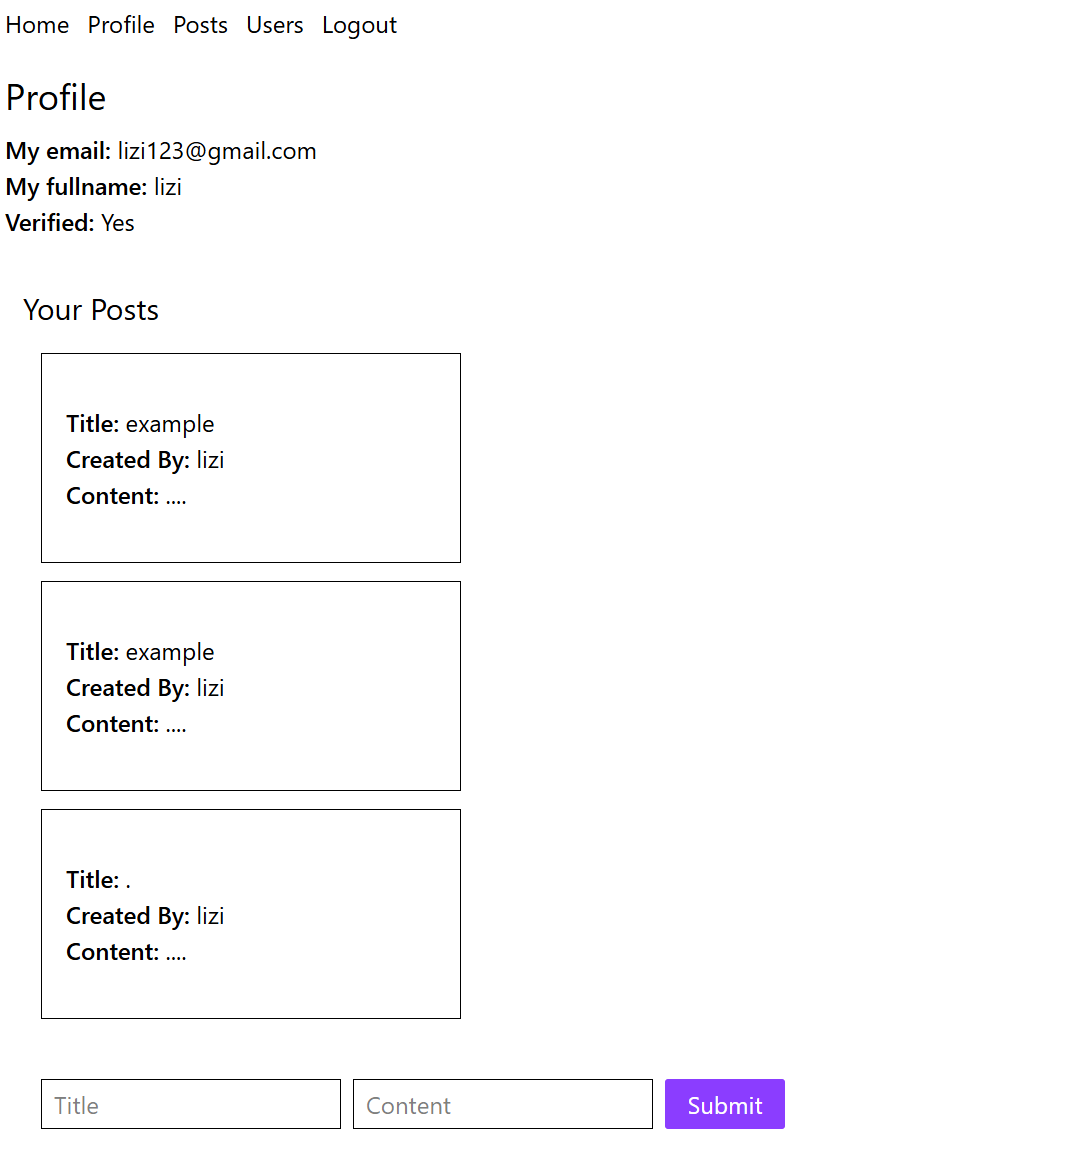 Home Profile Posts Users Logout
Profile
My email: lizi123@gmail.com
My fullname: lizi
Verified: Yes
Your Posts
Title: example
Created By: lizi
Content: ....
Title: example
Created By: lizi
Content: ....
Title: .
Created By: lizi
Content: ....
Title Content Submit